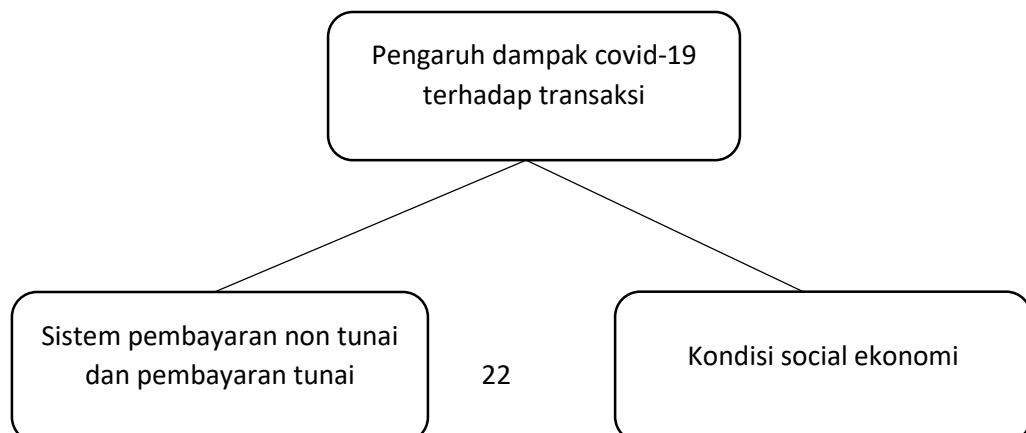 Pengaruh dampak covid-19
terhadap transaksi
Sistem pembayaran non tunai
dan pembayaran tunai
22
Kondisi social ekonomi